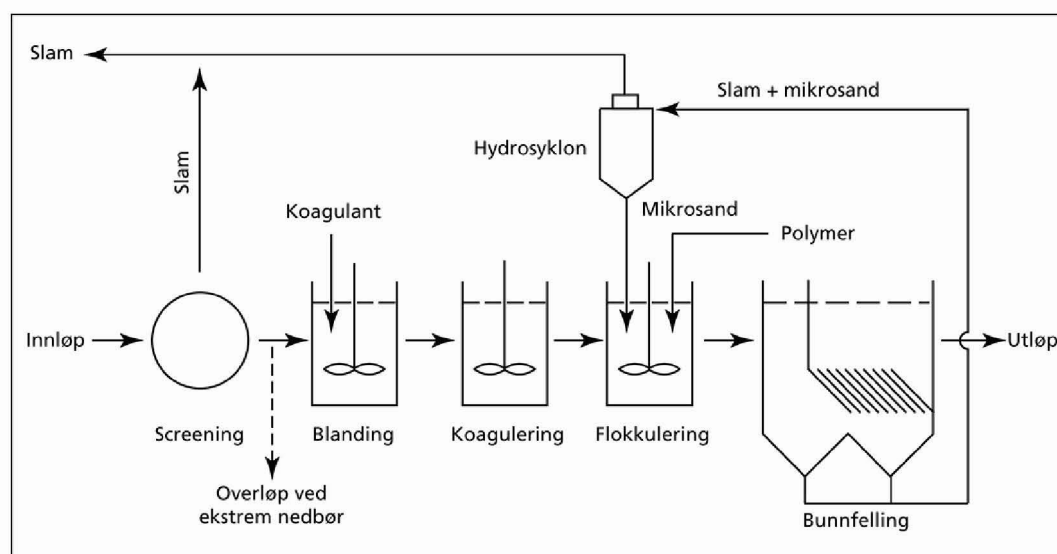 Slam
Slam + mikrosand
Hydrosyklon
Slam
Koagulant
Mikrosand
Polymer
Innløp
Utløp
Screening
Blanding
Koagulering
Flokkulering
Overløp ved
ekstrem nedbør
Bunnfelling